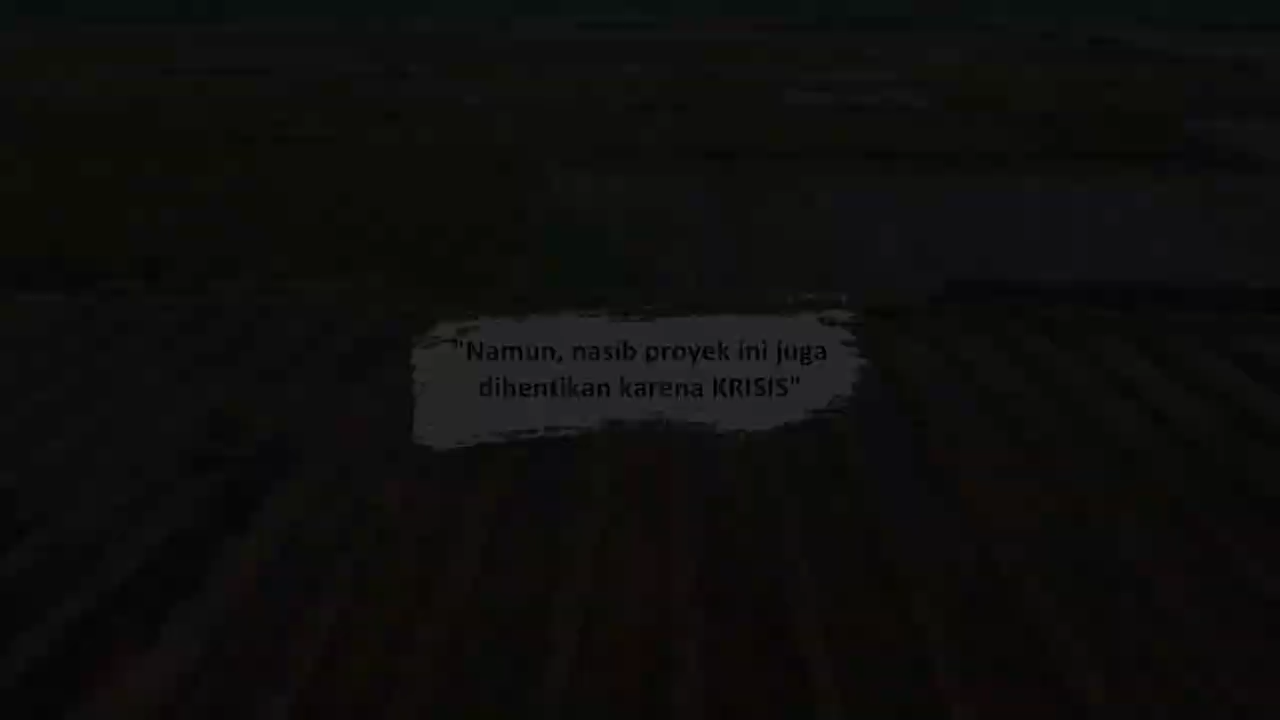 "Namun, nasib proyek ini juga
dihentikan karena KRISIS"